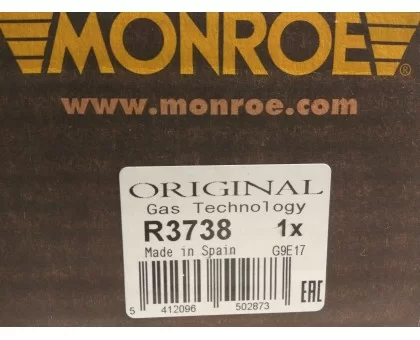 MONROE®
www.monroe.com
ORIGINAL
Gas Technology
R3738 1x
Made in Spain G9E17
5 412096 502873
EAC